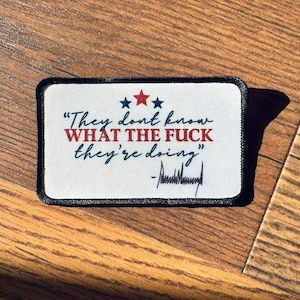 "They dont know
WHAT THE FUCK
they're doing"
-